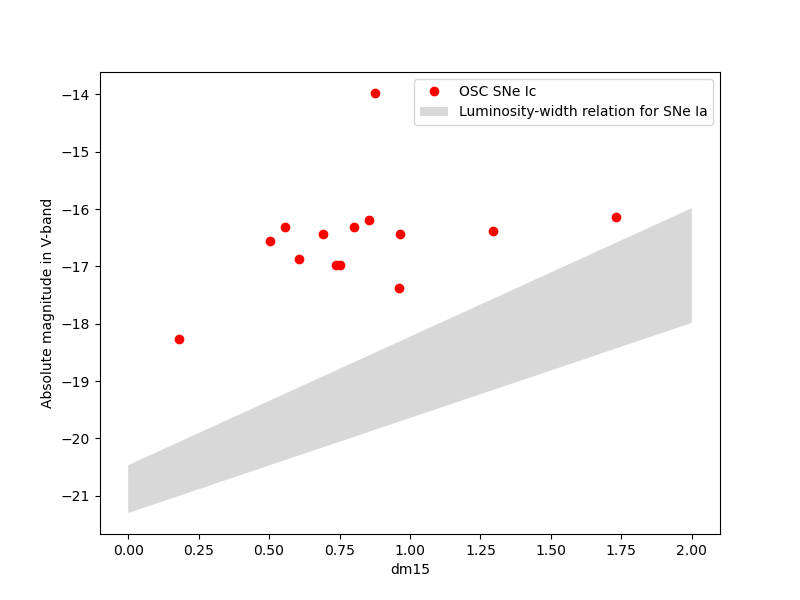 OSC SNe Ic
Luminosity-width relation for SNe Ia
−14
−15
−16
−17
−18
−19
−20
−21
Absolute magnitude in V-band
0.00 0.25 0.50 0.75 1.00 1.25 1.50 1.75 2.00
dm15